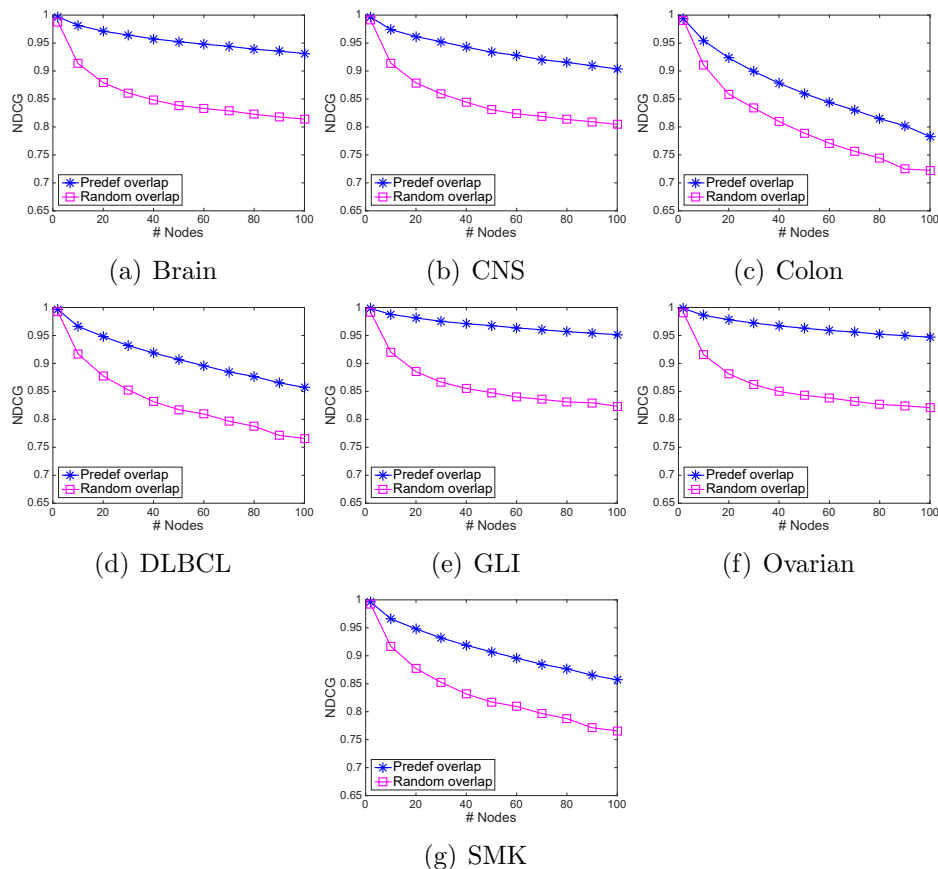 1
0.95
0.9
0.85
0.8
0.75
0.7
0.65
NDCG
Predef overlap
Random overlap
0 20 40 60 80 100
# Nodes
(a) Brain
1
0.95
0.9
0.85
0.8
0.75
0.7
0.65
NDCG
Predef overlap
Random overlap
0 20 40 60 80 100
# Nodes
(b) CNS
1
0.95
0.9
0.85
0.8
0.75
0.7
0.65
NDCG
Predef overlap
Random overlap
0 20 40 60 80 100
# Nodes
(c) Colon
1
0.95
0.9
0.85
0.8
0.75
0.7
0.65
NDCG
Predef overlap
Random overlap
0 20 40 60 80 100
# Nodes
(d) DLBCL
1
0.95
0.9
0.85
0.8
0.75
0.7
0.65
NDCG
Predef overlap
Random overlap
0 20 40 60 80 100
# Nodes
(e) GLI
1
0.95
0.9
0.85
0.8
0.75
0.7
0.65
NDCG
Predef overlap
Random overlap
0 20 40 60 80 100
# Nodes
(f) Ovarian
1
0.95
0.9
0.85
0.8
0.75
0.7
0.65
NDCG
Predef overlap
Random overlap
0 20 40 60 80 100
# Nodes
(g) SMK